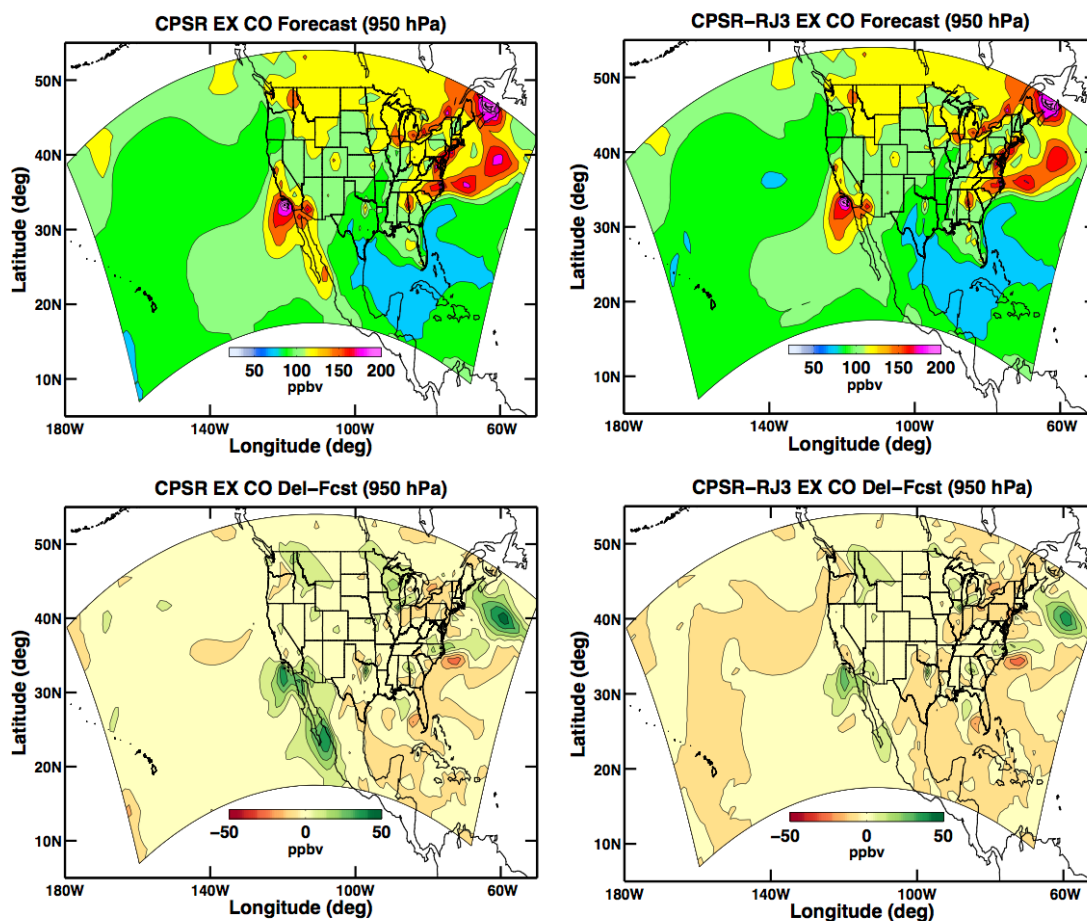 CPSR EX CO Forecast (950 hPa)
50N
40N
30N
20N
10N
Latitude (deg)
50 100 150 200
ppbv
180W 140W 100W 60W
Longitude (deg)
CPSR−RJ3 EX CO Forecast (950 hPa)
50N
40N
30N
20N
10N
Latitude (deg)
50 100 150 200
ppbv
180W 140W 100W 60W
Longitude (deg)
CPSR EX CO Del−Fcst (950 hPa)
50N
40N
30N
20N
10N
Latitude (deg)
−50 0 50
ppbv
180W 140W 100W 60W
Longitude (deg)
CPSR−RJ3 EX CO Del−Fcst (950 hPa)
50N
40N
30N
20N
10N
Latitude (deg)
−50 0 50
ppbv
180W 140W 100W 60W
Longitude (deg)